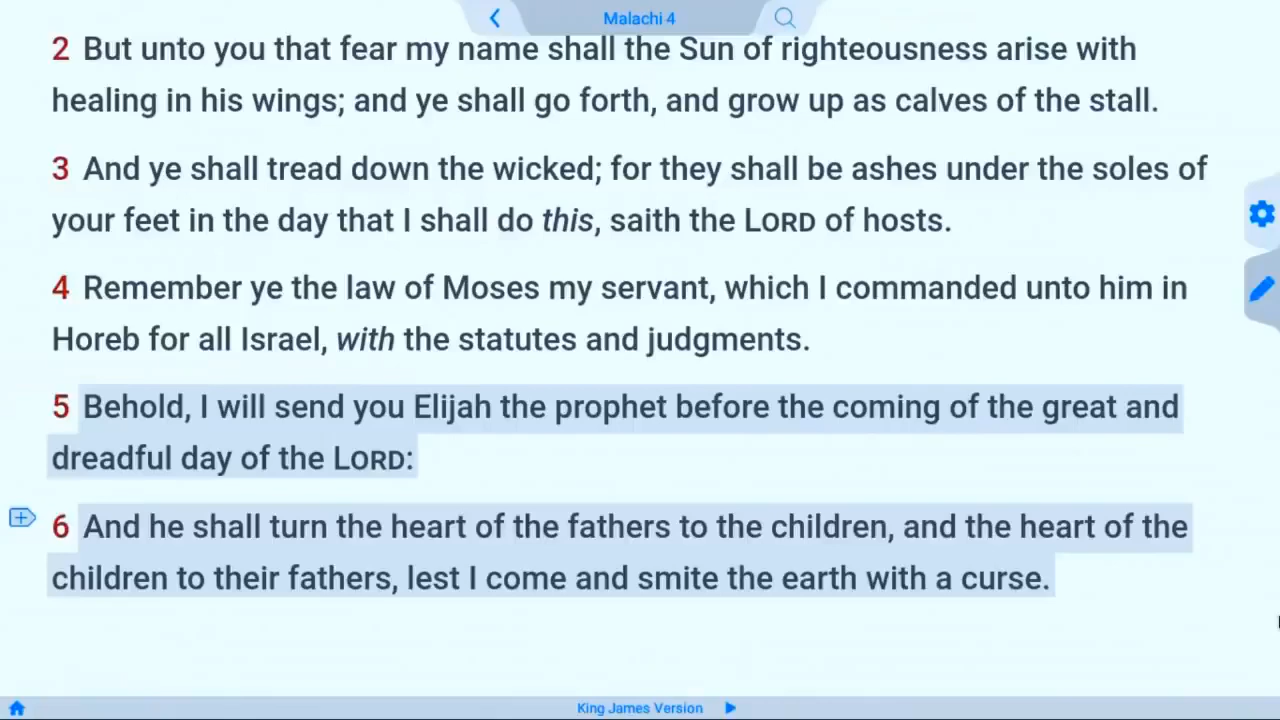 Malachi 4
2 But unto you that fear my name shall the Sun of righteousness arise with
healing in his wings; and ye shall go forth, and grow up as calves of the stall.
3 And ye shall tread down the wicked; for they shall be ashes under the soles of
your feet in the day that I shall do this, saith the LORD of hosts.
4 Remember ye the law of Moses my servant, which I commanded unto him in
Horeb for all Israel, with the statutes and judgments.
5 Behold, I will send you Elijah the prophet before the coming of the great and
dreadful day of the LORD:
6 And he shall turn the heart of the fathers to the children, and the heart of the
children to their fathers, lest I come and smite the earth with a curse.
King James Version